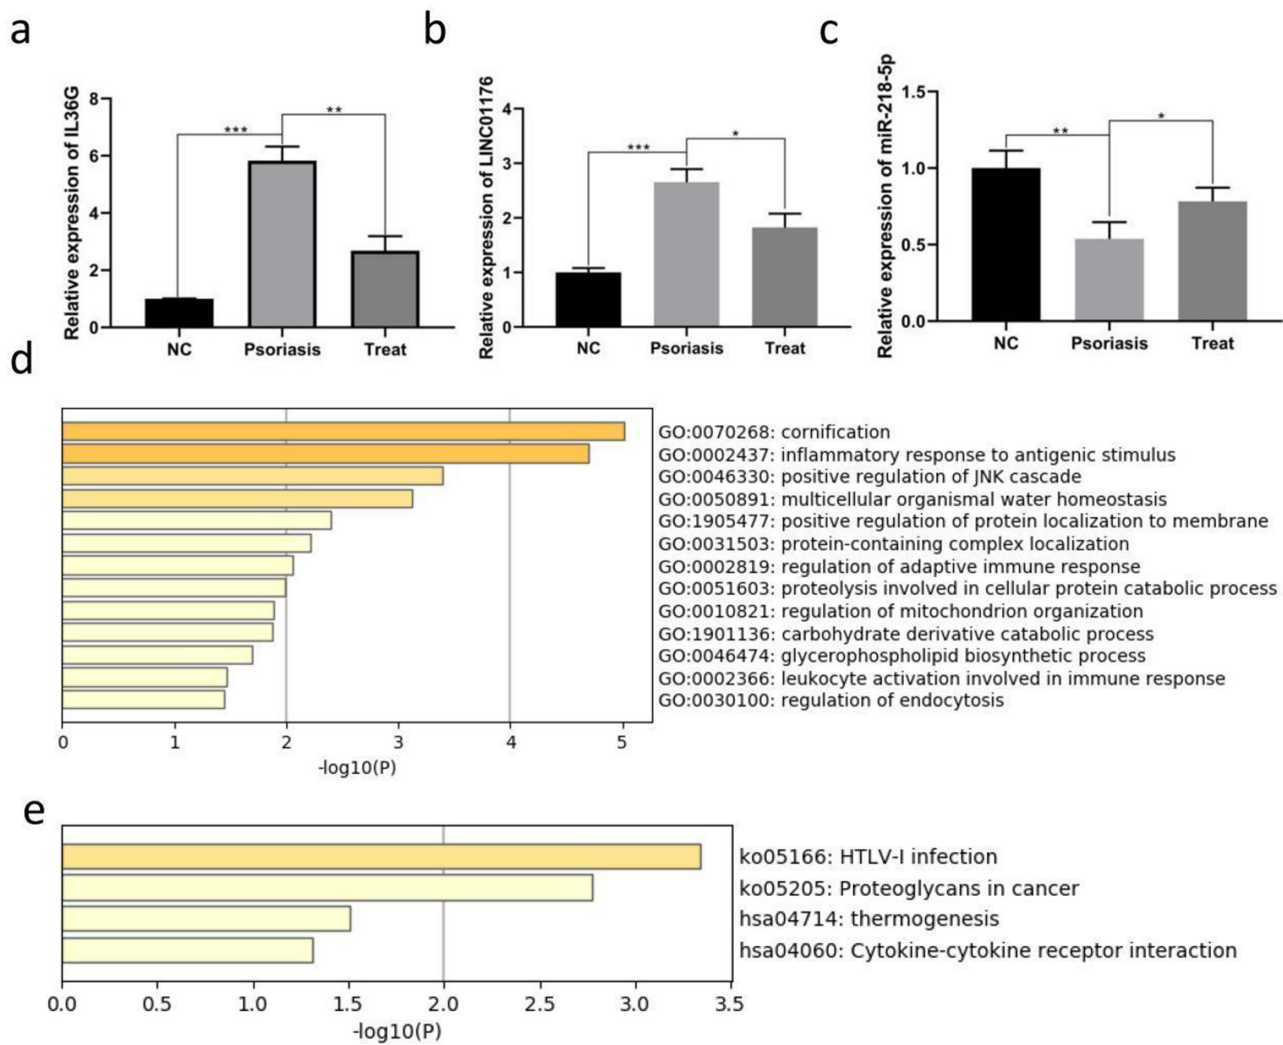 a
b
c
Relative expression of IL36G
8
6
4
2
0
***
**
NC
Psoriasis
Treat
Relative expression of LINC01176
4
3
2
1
0
***
*
NC
Psoriasis
Treat
Relative expression of miR-218-5p
1.5
1.0
0.5
0.0
**
*
NC
Psoriasis
Treat
d
GO:0070268: cornification
GO:0002437: inflammatory response to antigenic stimulus
GO:0046330: positive regulation of JNK cascade
GO:0050891: multicellular organismal water homeostasis
GO:1905477: positive regulation of protein localization to membrane
GO:0031503: protein-containing complex localization
GO:0002819: regulation of adaptive immune response
GO:0051603: proteolysis involved in cellular protein catabolic process
GO:0010821: regulation of mitochondrion organization
GO:1901136: carbohydrate derivative catabolic process
GO:0046474: glycerophospholipid biosynthetic process
GO:0002366: leukocyte activation involved in immune response
GO:0030100: regulation of endocytosis
0 1 2 3 4 5
-log10(P)
e
ko05166: HTLV-I infection
ko05205: Proteoglycans in cancer
hsa04714: thermogenesis
hsa04060: Cytokine-cytokine receptor interaction
0.0 0.5 1.0 1.5 2.0 2.5 3.0 3.5
-log10(P)